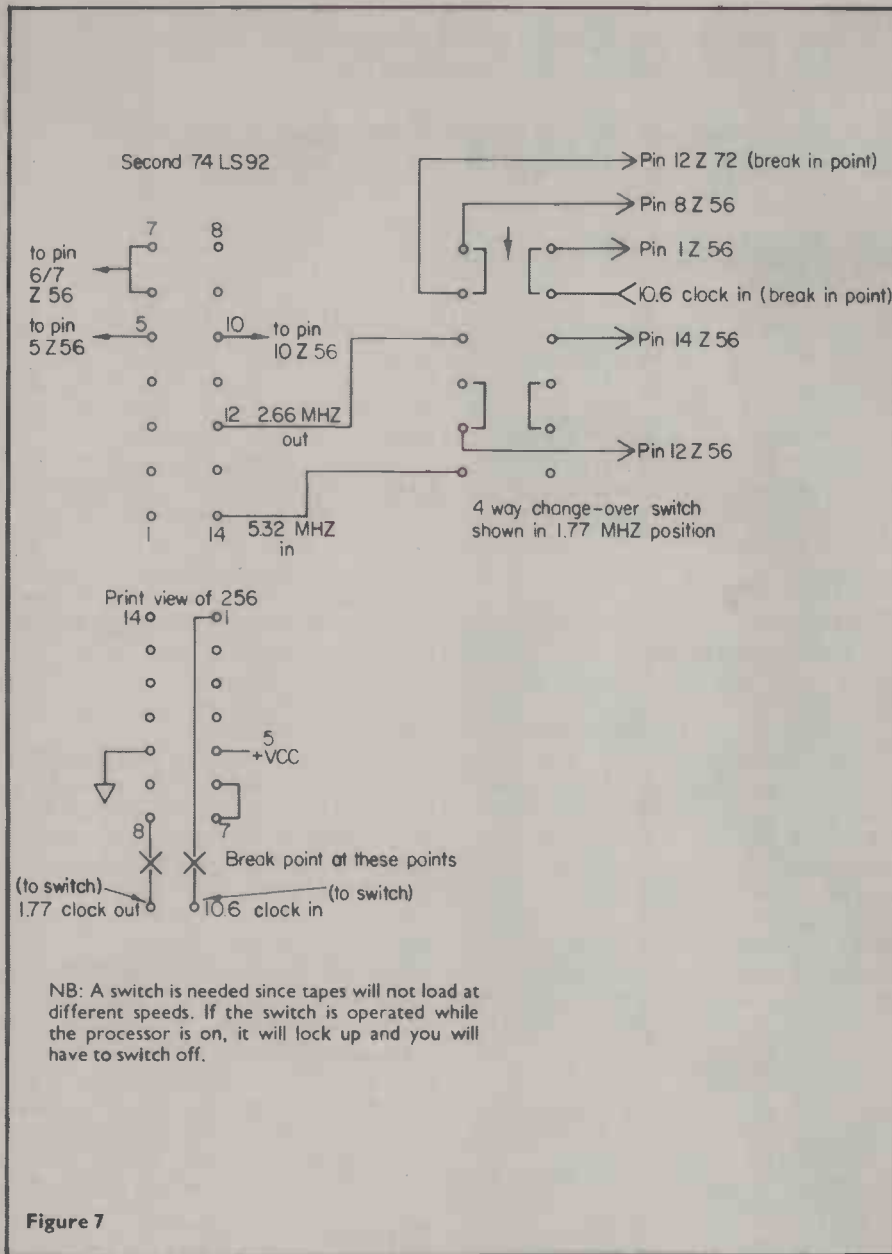 Second 74 LS92
7
8
to pin
6/7
Z 56
to pin
5 Z 56
5
10
to pin
10 Z 56
12
2.66 MHZ
out
1
14
5.32 MHZ
in
Pin 12 Z 72 (break in point)
Pin 8 Z 56
Pin 1 Z 56
10.6 clock in (break in point)
Pin 14 Z 56
Pin 12 Z 56
4 way change-over switch
shown in 1.77 MHZ position
Print view of 256
14
1
5
+VCC
8
7
Break point at these points
(to switch)
1.77 clock out
(to switch)
10.6 clock in
NB: A switch is needed since tapes will not load at
different speeds. If the switch is operated while
the processor is on, it will lock up and you will
have to switch off.
Figure 7